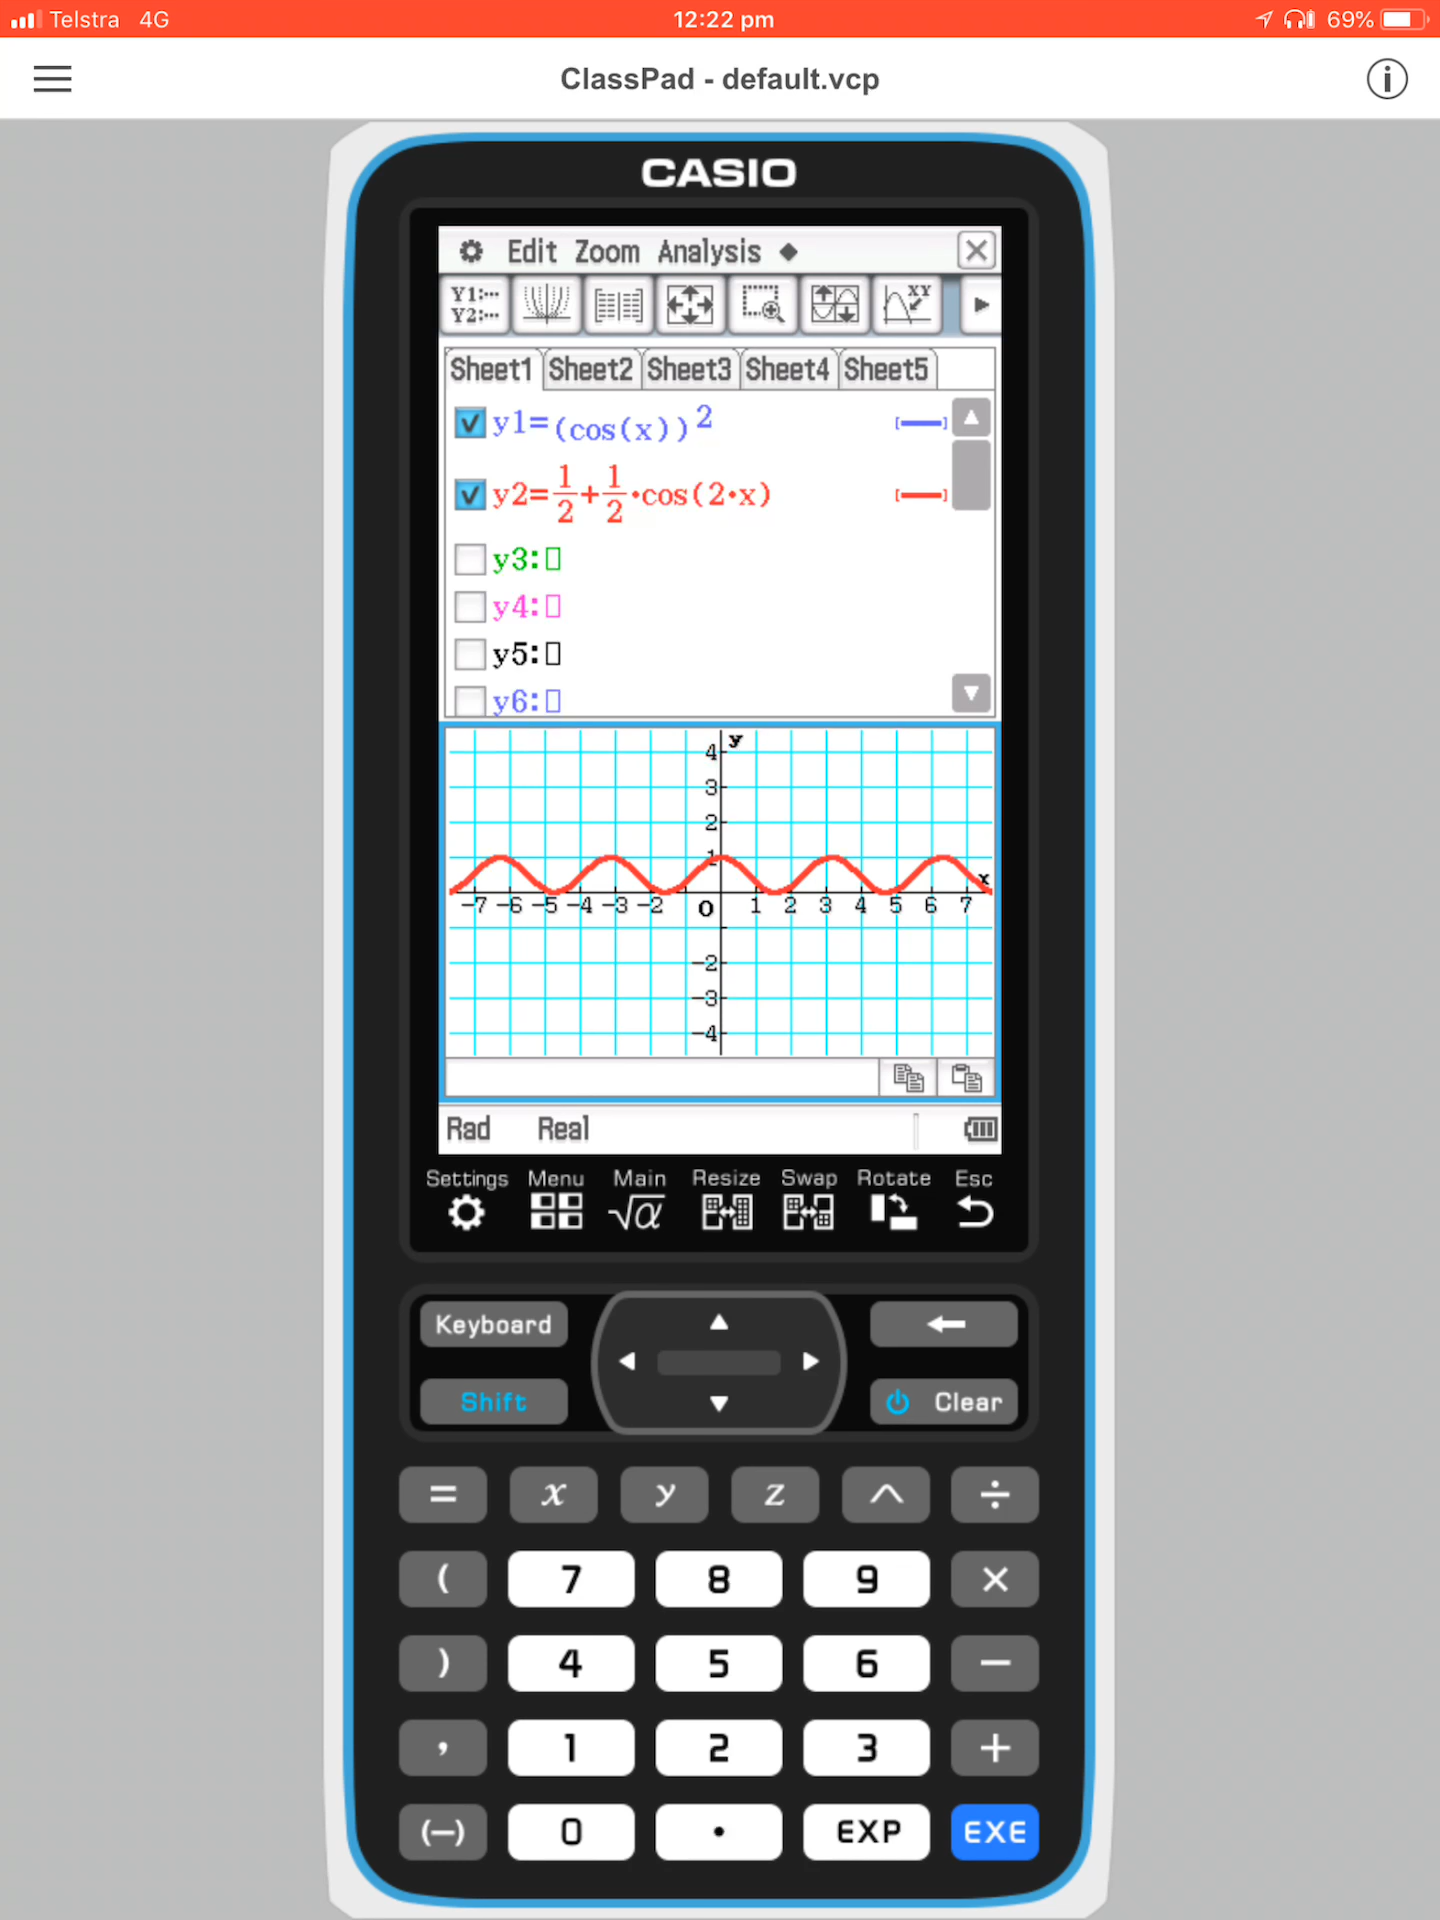 Telstra 4G 12:22 pm 69%
ClassPad - default.vcp
CASIO
Edit Zoom Analysis ◆
Y1:··· Y2:··· XY
Sheet1 Sheet2 Sheet3 Sheet4 Sheet5
y1=(cos(x))²
y2=1/2+1/2·cos(2·x)
y3:▯
y4:▯
y5:▯
y6:▯
y
4
3
2
1
x
-7 -6 -5 -4 -3 -2 O 1 2 3 4 5 6 7
-2
-3
-4
Rad Real
Settings Menu Main Resize Swap Rotate Esc
√α
Keyboard
Shift Clear
= x y z ^ ÷
( 7 8 9 ×
) 4 5 6 −
, 1 2 3 +
(−) 0 . EXP EXE